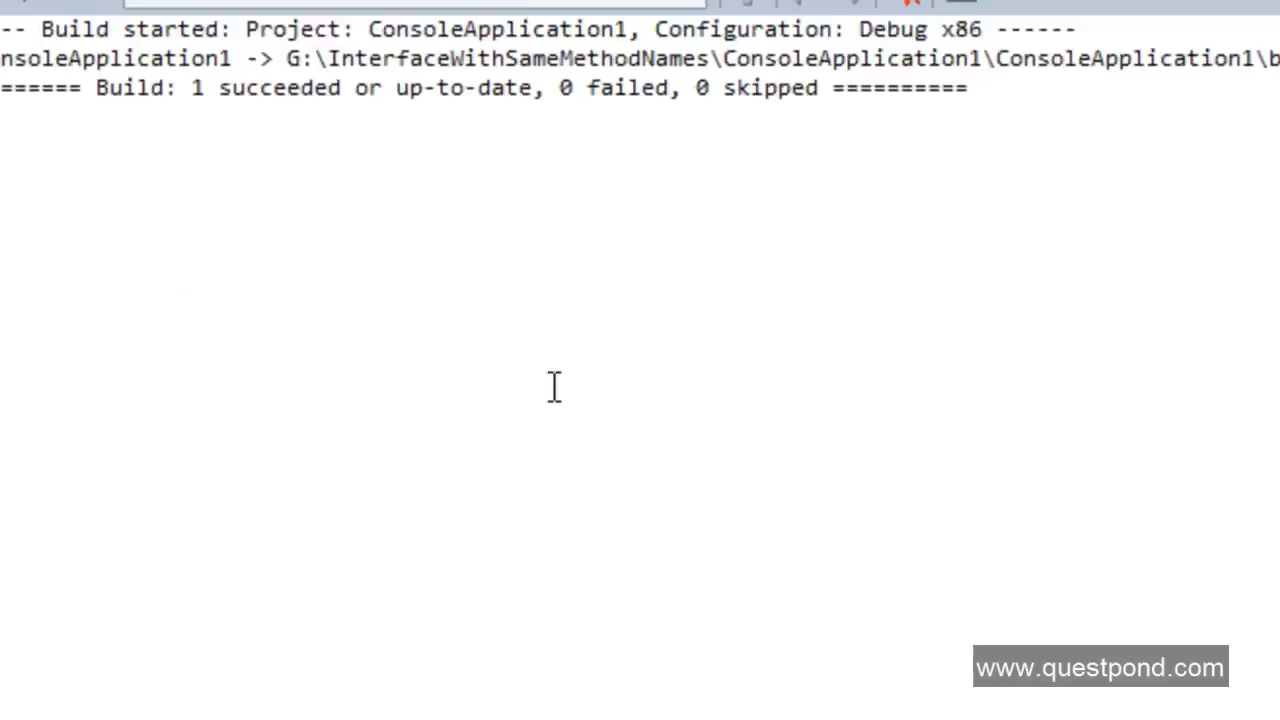 -- Build started: Project: ConsoleApplication1, Configuration: Debug x86 ------
nsoleApplication1 -> G:\InterfaceWithSameMethodNames\ConsoleApplication1\ConsoleApplication1\b
====== Build: 1 succeeded or up-to-date, 0 failed, 0 skipped ==========
www.questpond.com